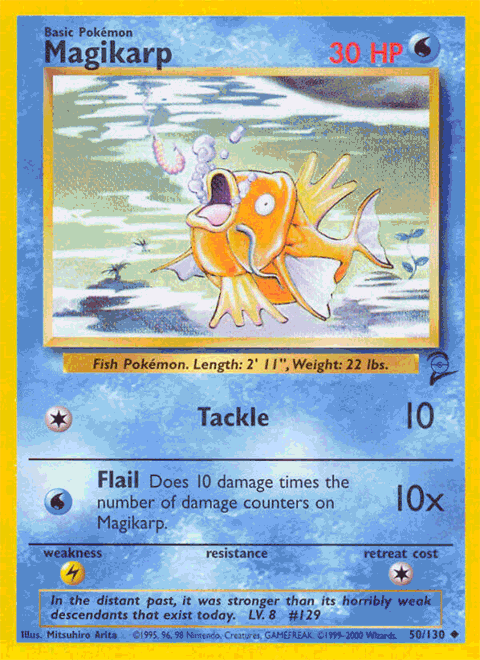 Basic Pokémon
Magikarp 30 HP
Fish Pokémon. Length: 2' 11", Weight: 22 lbs.
Tackle 10
Flail Does 10 damage times the
number of damage counters on
Magikarp.
10x
weakness resistance retreat cost
In the distant past, it was stronger than its horribly weak
descendants that exist today. LV. 8 #129
Illus. Mitsuhiro Arita ©1995, 96, 98 Nintendo, Creatures, GAMEFREAK. ©1999-2000 Wizards. 50/130